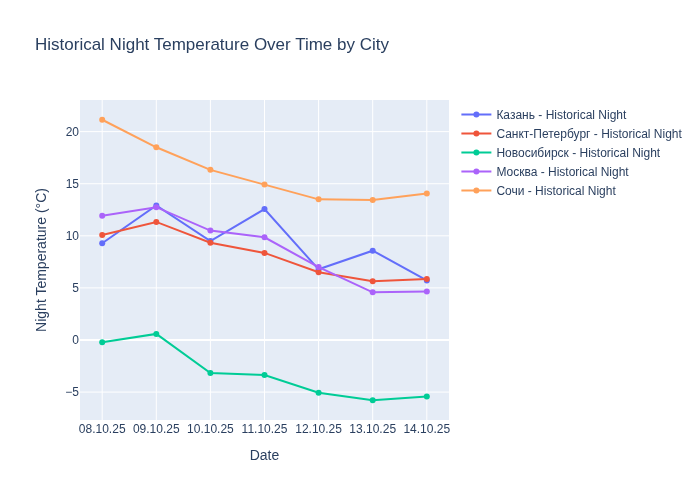 Historical Night Temperature Over Time by City
Казань - Historical Night
Санкт-Петербург - Historical Night
Новосибирск - Historical Night
Москва - Historical Night
Сочи - Historical Night
Night Temperature (°C)
20
15
10
5
0
−5
08.10.25 09.10.25 10.10.25 11.10.25 12.10.25 13.10.25 14.10.25
Date